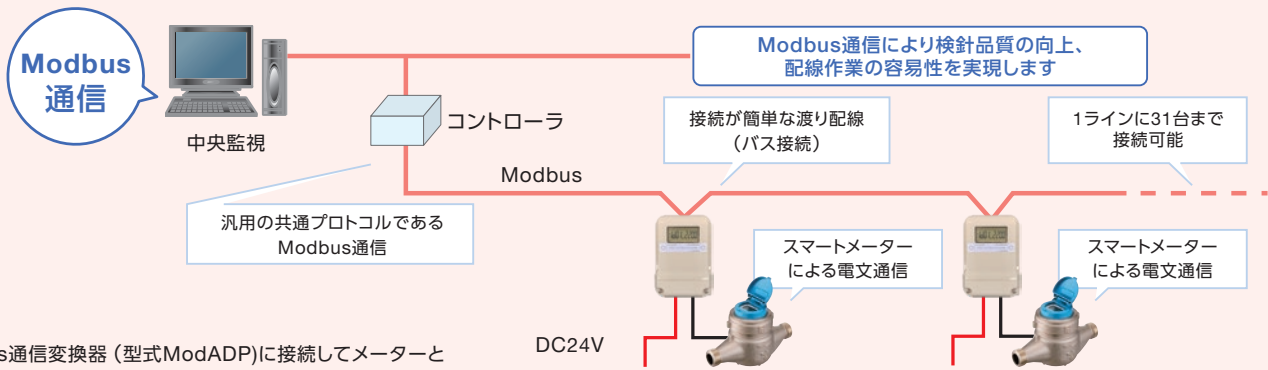 Modbus
通信
中央監視
コントローラ
Modbus通信により検針品質の向上、
配線作業の容易性を実現します
接続が簡単な渡り配線
（バス接続）
1ラインに31台まで
接続可能
Modbus
汎用の共通プロトコルである
Modbus通信
スマートメーター
による電文通信
スマートメーター
による電文通信
DC24V
s通信変換器（型式ModADP)に接続してメーターと